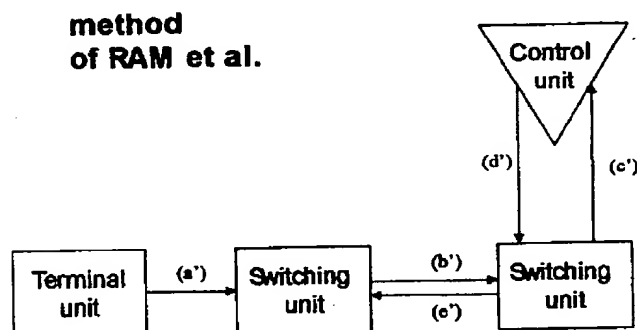 method
of RAM et al.
Control
unit
(d')
(c')
Terminal
unit
(a')
Switching
unit
(b')
(e')
Switching
unit